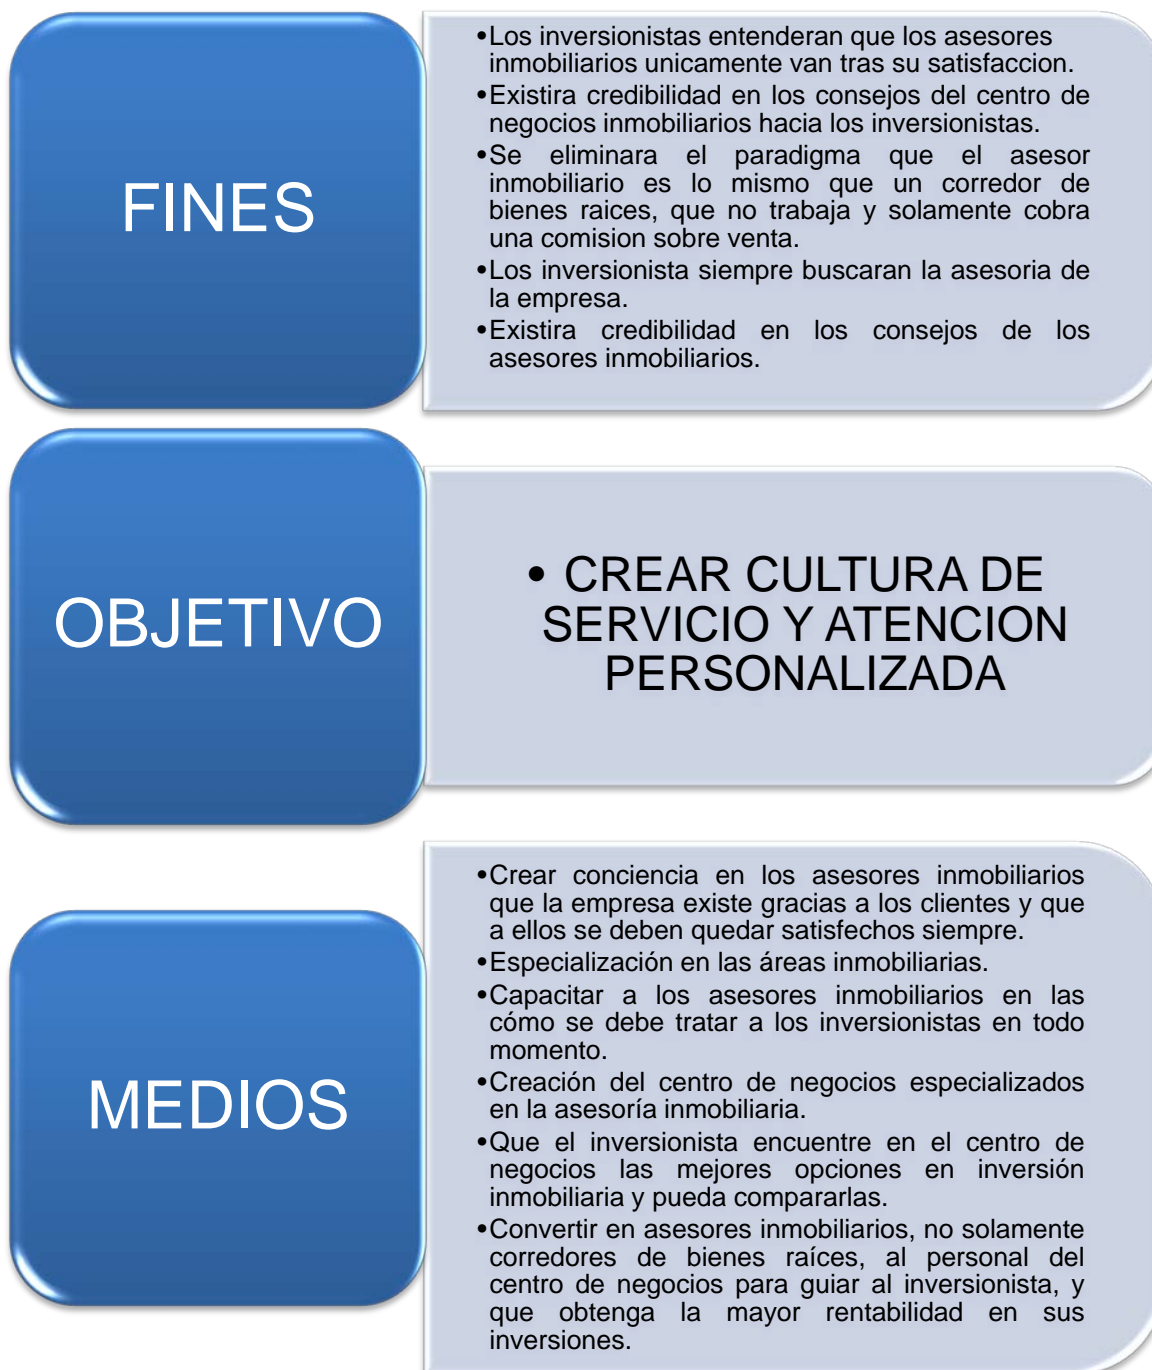 FINES
•Los inversionistas entenderan que los asesores
inmobiliarios unicamente van tras su satisfaccion.
•Existira credibilidad en los consejos del centro de
negocios inmobiliarios hacia los inversionistas.
•Se eliminara el paradigma que el asesor
inmobiliario es lo mismo que un corredor de
bienes raices, que no trabaja y solamente cobra
una comision sobre venta.
•Los inversionista siempre buscaran la asesoria de
la empresa.
•Existira credibilidad en los consejos de los
asesores inmobiliarios.
OBJETIVO
• CREAR CULTURA DE
SERVICIO Y ATENCION
PERSONALIZADA
MEDIOS
•Crear conciencia en los asesores inmobiliarios
que la empresa existe gracias a los clientes y que
a ellos se deben quedar satisfechos siempre.
•Especialización en las áreas inmobiliarias.
•Capacitar a los asesores inmobiliarios en las
cómo se debe tratar a los inversionistas en todo
momento.
•Creación del centro de negocios especializados
en la asesoría inmobiliaria.
•Que el inversionista encuentre en el centro de
negocios las mejores opciones en inversión
inmobiliaria y pueda compararlas.
•Convertir en asesores inmobiliarios, no solamente
corredores de bienes raíces, al personal del
centro de negocios para guiar al inversionista, y
que obtenga la mayor rentabilidad en sus
inversiones.